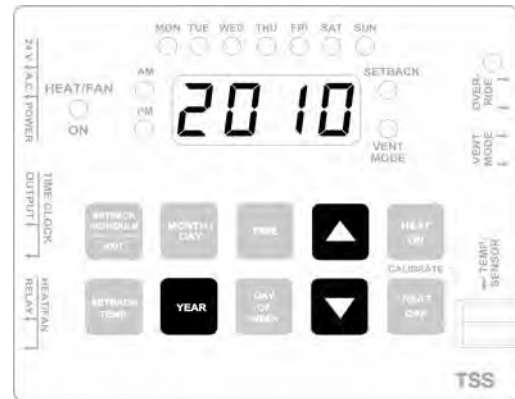 MON TUE WED THU FRI SAT SUN
24 V. A.C. POWER
HEAT/FAN
ON
AM
PM
2010
SETBACK
VENT
MODE
OVER-
RIDE
VENT
MODE
TIME CLOCK
OUTPUT
SETBACK
SCHEDULE
MONTH /
DAY
TIME
HEAT
ON
CALIBRATE
TEMP
SENSOR
HEAT/FAN
RELAY
SETBACK
TEMP
YEAR
DAY
OF
WEEK
HEAT
OFF
TSS